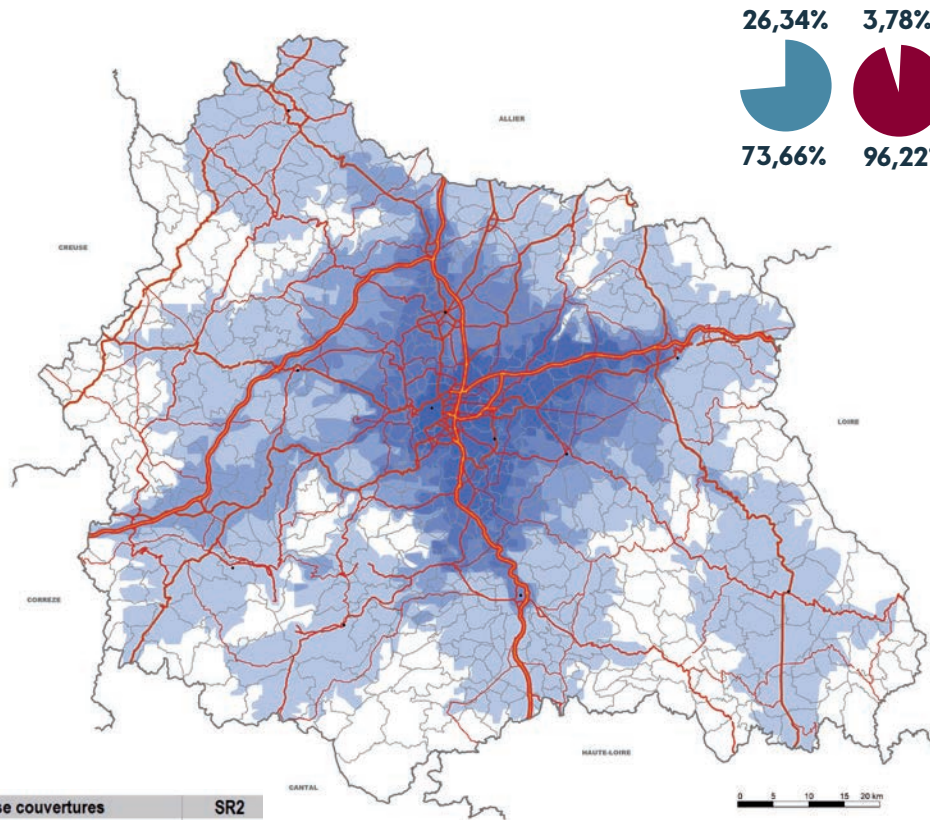 26,34% 3,78%
73,66% 96,22%
ALLIER
CREUSE
LOIRE
CORREZE
HAUTE-LOIRE
CANTAL
couvertures SR2
0 5 10 15 20 km